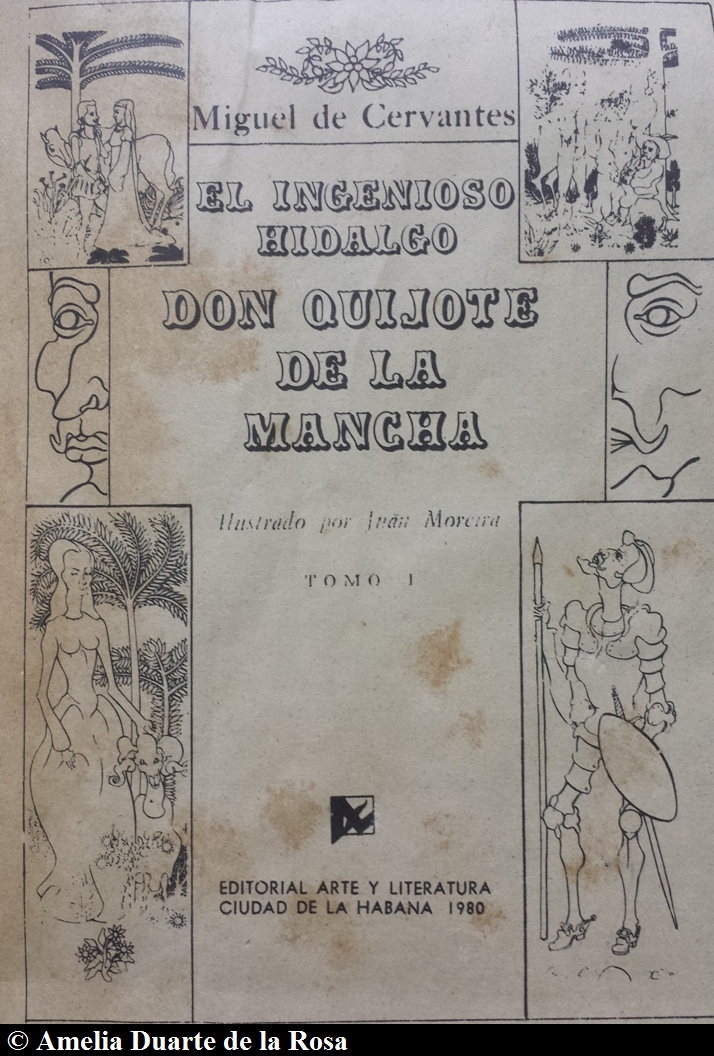 Miguel de Cervantes
EL INGENIOSO
HIDALGO
DON QUIJOTE
DE LA
MANCHA
Ilustrado por Juan Moreira
TOMO I
EDITORIAL ARTE Y LITERATURA
CIUDAD DE LA HABANA 1980
© Amelia Duarte de la Rosa